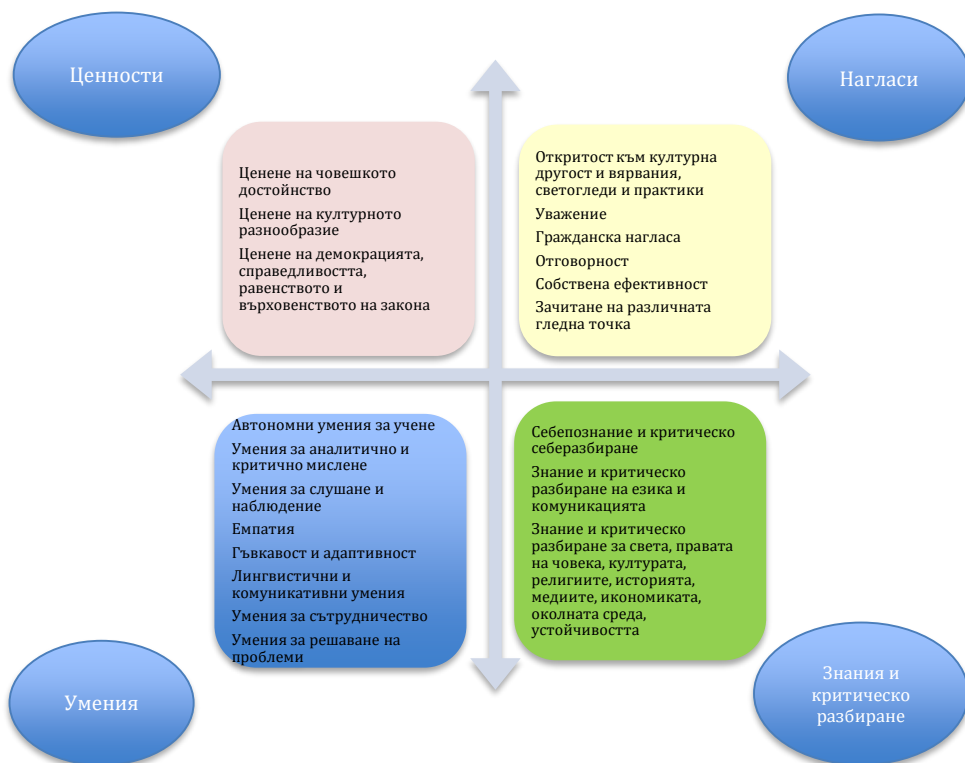 Ценности
Нагласи
Ценене на човешкото
достойнство
Ценене на културното
разнообразие
Ценене на демокрацията,
справедливостта,
равенството и
върховенството на закона
Откритост към културна
другост и вярвания,
светогледи и практики
Уважение
Гражданска нагласа
Отговорност
Собствена ефективност
Зачитане на различната
гледна точка
Автономни умения за учене
Умения за аналитично и
критично мислене
Умения за слушане и
наблюдение
Емпатия
Гъвкавост и адаптивност
Лингвистични и
комуникативни умения
Умения за сътрудничество
Умения за решаване на
проблеми
Себепознание и критическо
себеразбиране
Знание и критическо
разбиране на езика и
комуникацията
Знание и критическо
разбиране за света, правата
на човека, културата,
религиите, историята,
медиите, икономиката,
околната среда,
устойчивостта
Умения
Знания и
критическо
разбиране